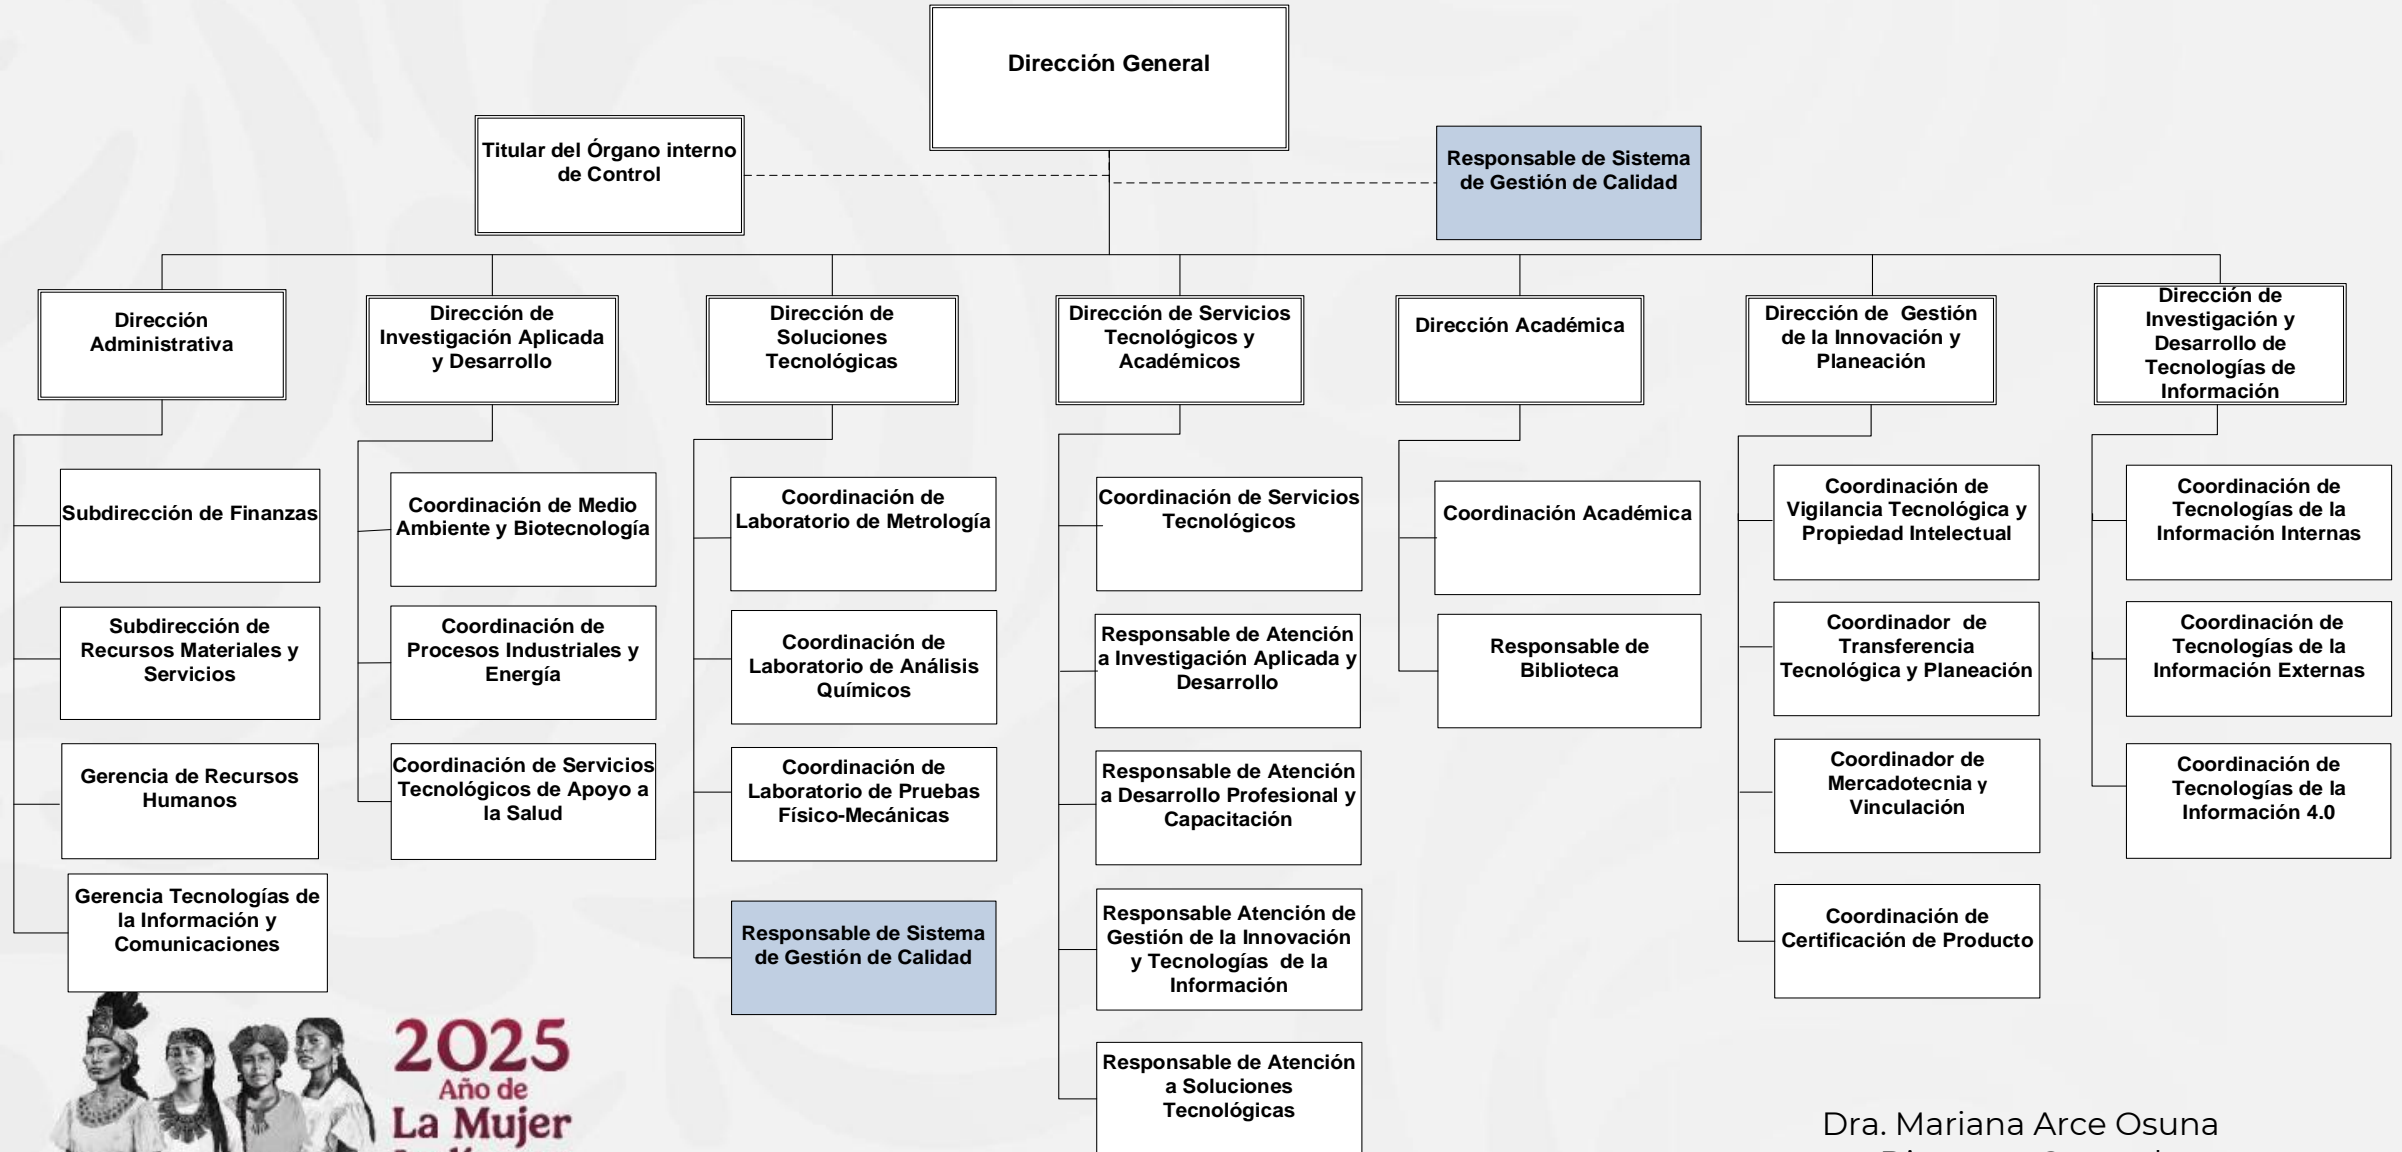 Dirección General
Titular del Órgano interno
de Control
Responsable de Sistema
de Gestión de Calidad
Dirección
Administrativa
Dirección de
Investigación Aplicada
y Desarrollo
Dirección de
Soluciones
Tecnológicas
Dirección de Servicios
Tecnológicos y
Académicos
Dirección Académica
Dirección de  Gestión
de la Innovación y
Planeación
Dirección de
Investigación y
Desarrollo de
Tecnologías de
Información
Subdirección de Finanzas
Subdirección de
Recursos Materiales y
Servicios
Gerencia de Recursos
Humanos
Gerencia Tecnologías de
la Información y
Comunicaciones
Coordinación de Medio
Ambiente y Biotecnología
Coordinación de
Procesos Industriales y
Energía
Coordinación de Servicios
Tecnológicos de Apoyo a
la Salud
Coordinación de
Laboratorio de Metrología
Coordinación de
Laboratorio de Análisis
Químicos
Coordinación de
Laboratorio de Pruebas
Físico-Mecánicas
Responsable de Sistema
de Gestión de Calidad
Coordinación de Servicios
Tecnológicos
Responsable de Atención
a Investigación Aplicada y
Desarrollo
Responsable de Atención
a Desarrollo Profesional y
Capacitación
Responsable Atención de
Gestión de la Innovación
y Tecnologías  de la
Información
Responsable de Atención
a Soluciones
Tecnológicas
Coordinación Académica
Responsable de
Biblioteca
Coordinación de
Vigilancia Tecnológica y
Propiedad Intelectual
Coordinador  de
Transferencia
Tecnológica y Planeación
Coordinador de
Mercadotecnia y
Vinculación
Coordinación de
Certificación de Producto
Coordinación de
Tecnologías de la
Información Internas
Coordinación de
Tecnologías de la
Información Externas
Coordinación de
Tecnologías de la
Información 4.0
2025
Año de
La Mujer
Dra. Mariana Arce Osuna